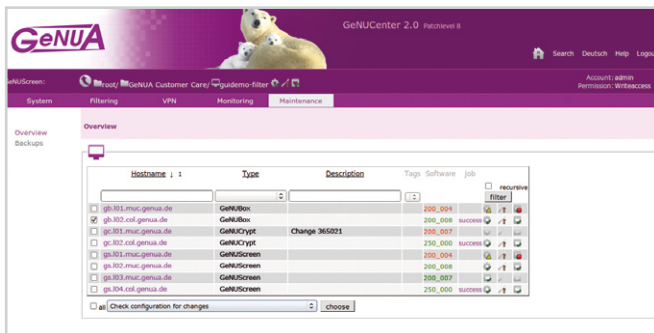 GeNUA
GeNUCenter 2.0 Patchlevel 8
Search Deutsch Help Logou
eNUScreen: root/ GeNUA Customer Care/ guidemo-filter
Account: admin
Permission: Writeaccess
System Filtering VPN Monitoring Maintenance
Overview
Backups
Overview
Hostname ↓ ↕ Type Description Tags Software Job
recursive
filter
gb.l01.muc.genua.de GeNUBox 200_004
gb.l02.col.genua.de GeNUBox 200_008 success
gc.l01.muc.genua.de GeNUCrypt Change 365021 200_007
gc.l02.col.genua.de GeNUCrypt 250_000 success
gs.l01.muc.genua.de GeNUScreen 200_004
gs.l02.muc.genua.de GeNUScreen 200_008
gs.l03.muc.genua.de GeNUScreen 200_007
gs.l04.col.genua.de GeNUScreen 250_000 success
all Check configuration for changes choose